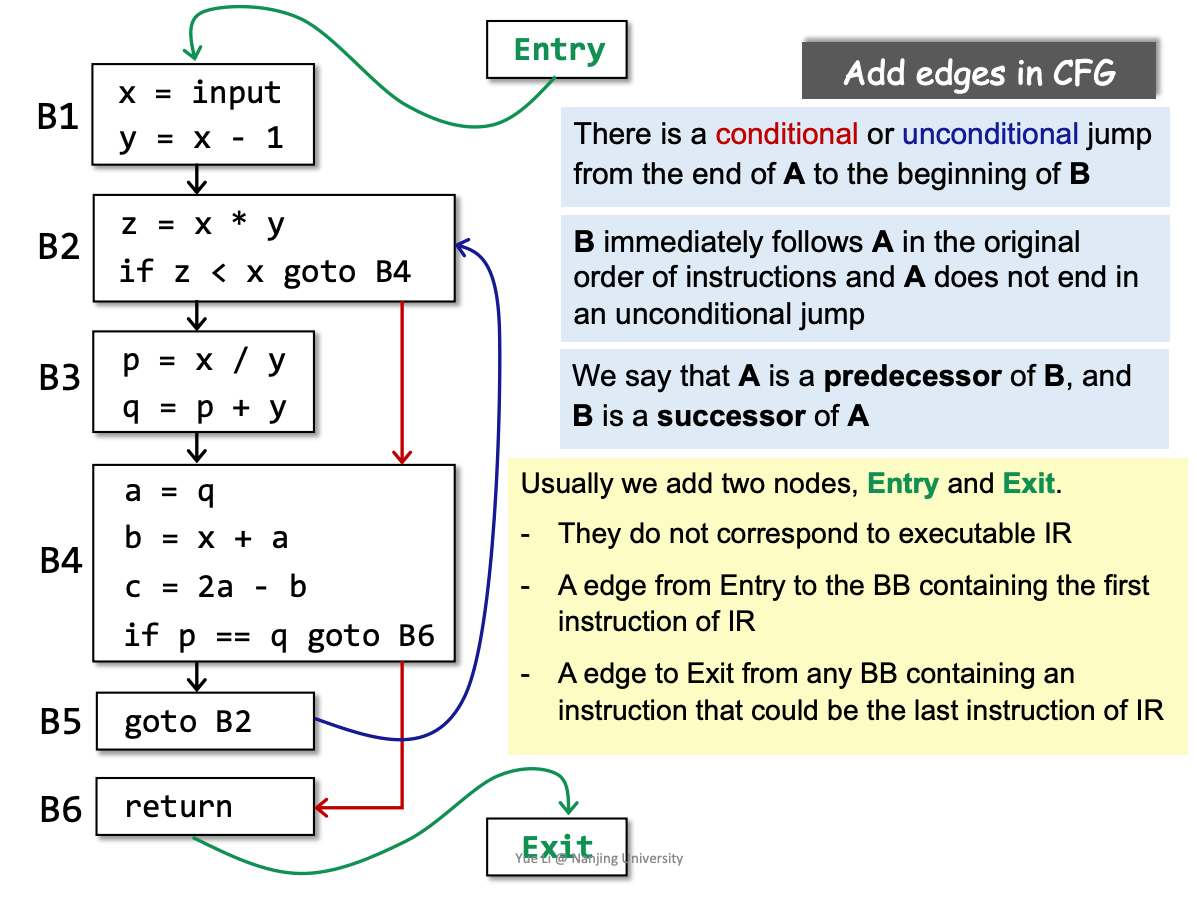 Entry
Add edges in CFG
B1
x = input
y = x - 1
There is a conditional or unconditional jump
from the end of A to the beginning of B
B2
z = x * y
if z < x goto B4
B immediately follows A in the original
order of instructions and A does not end in
an unconditional jump
B3
p = x / y
q = p + y
We say that A is a predecessor of B, and
B is a successor of A
B4
a = q
b = x + a
c = 2a - b
if p == q goto B6
Usually we add two nodes, Entry and Exit.
- They do not correspond to executable IR
- A edge from Entry to the BB containing the first
instruction of IR
- A edge to Exit from any BB containing an
instruction that could be the last instruction of IR
B5
goto B2
B6
return
Exit
Yue Li @ Nanjing University